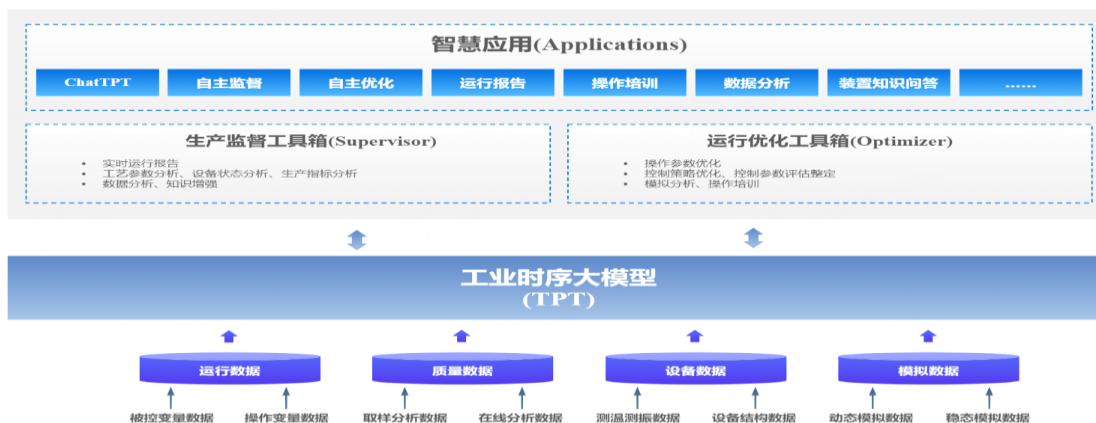 智慧应用(Applications)
ChatTPT 自主监督 自主优化 运行报告 操作培训 数据分析 装置知识问答 ......
生产监督工具箱(Supervisor)
• 实时运行报告
• 工艺参数分析、设备状态分析、生产指标分析
• 数据分析、知识增强
运行优化工具箱(Optimizer)
• 操作参数优化
• 控制策略优化、控制参数评估整定
• 模拟分析、操作培训
工业时序大模型
(TPT)
运行数据 质量数据 设备数据 模拟数据
被控变量数据 操作变量数据 取样分析数据 在线分析数据 测温测振数据 设备结构数据 动态模拟数据 稳态模拟数据